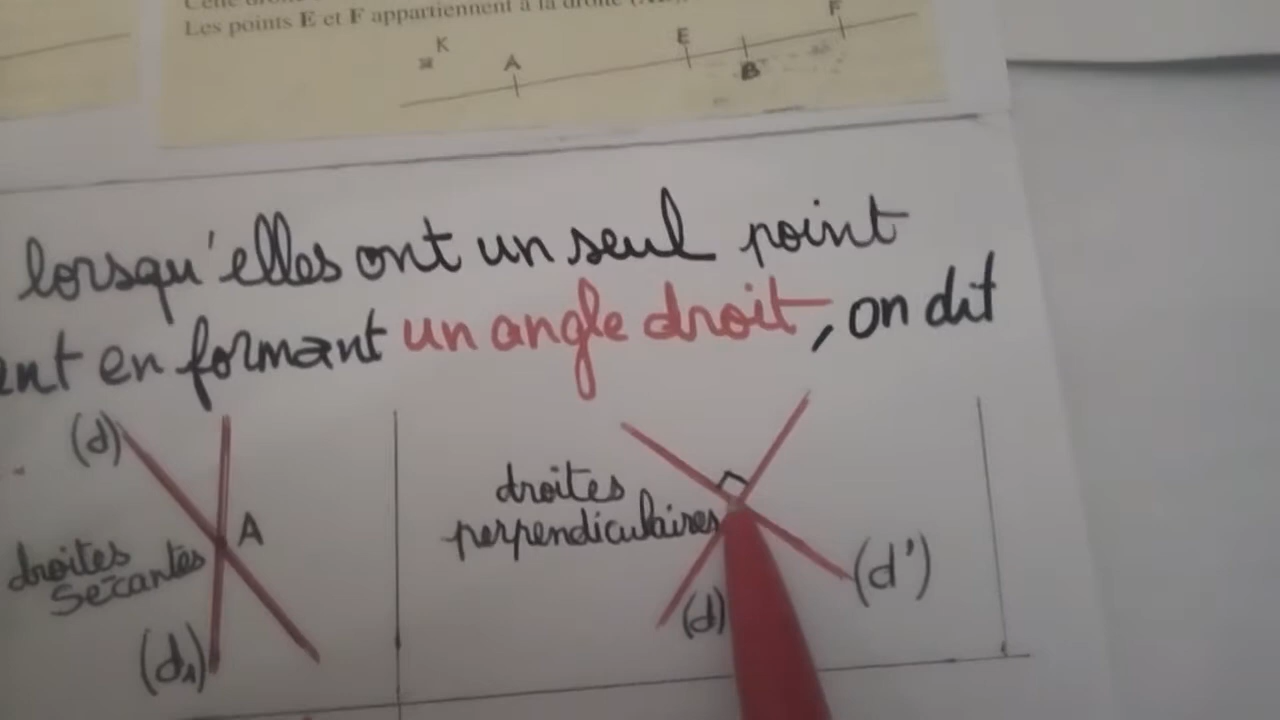 Les points E et F appartiennent à la droite
K
A
E
B
F
lorsqu'elles ont un seul point
en formant un angle droit, on dit
(d)
A
droites
sécantes
(d₁)
droites
perpendiculaires
(d)
(d')